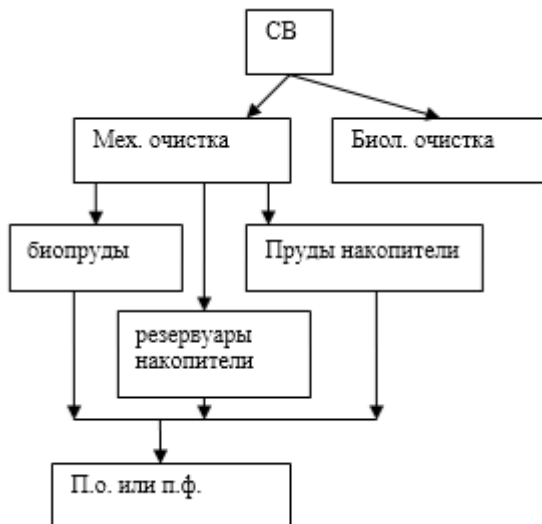 СВ
Мех. очистка
Биол. очистка
биопруды
Пруды накопители
резервуары
накопители
П.о. или п.ф.